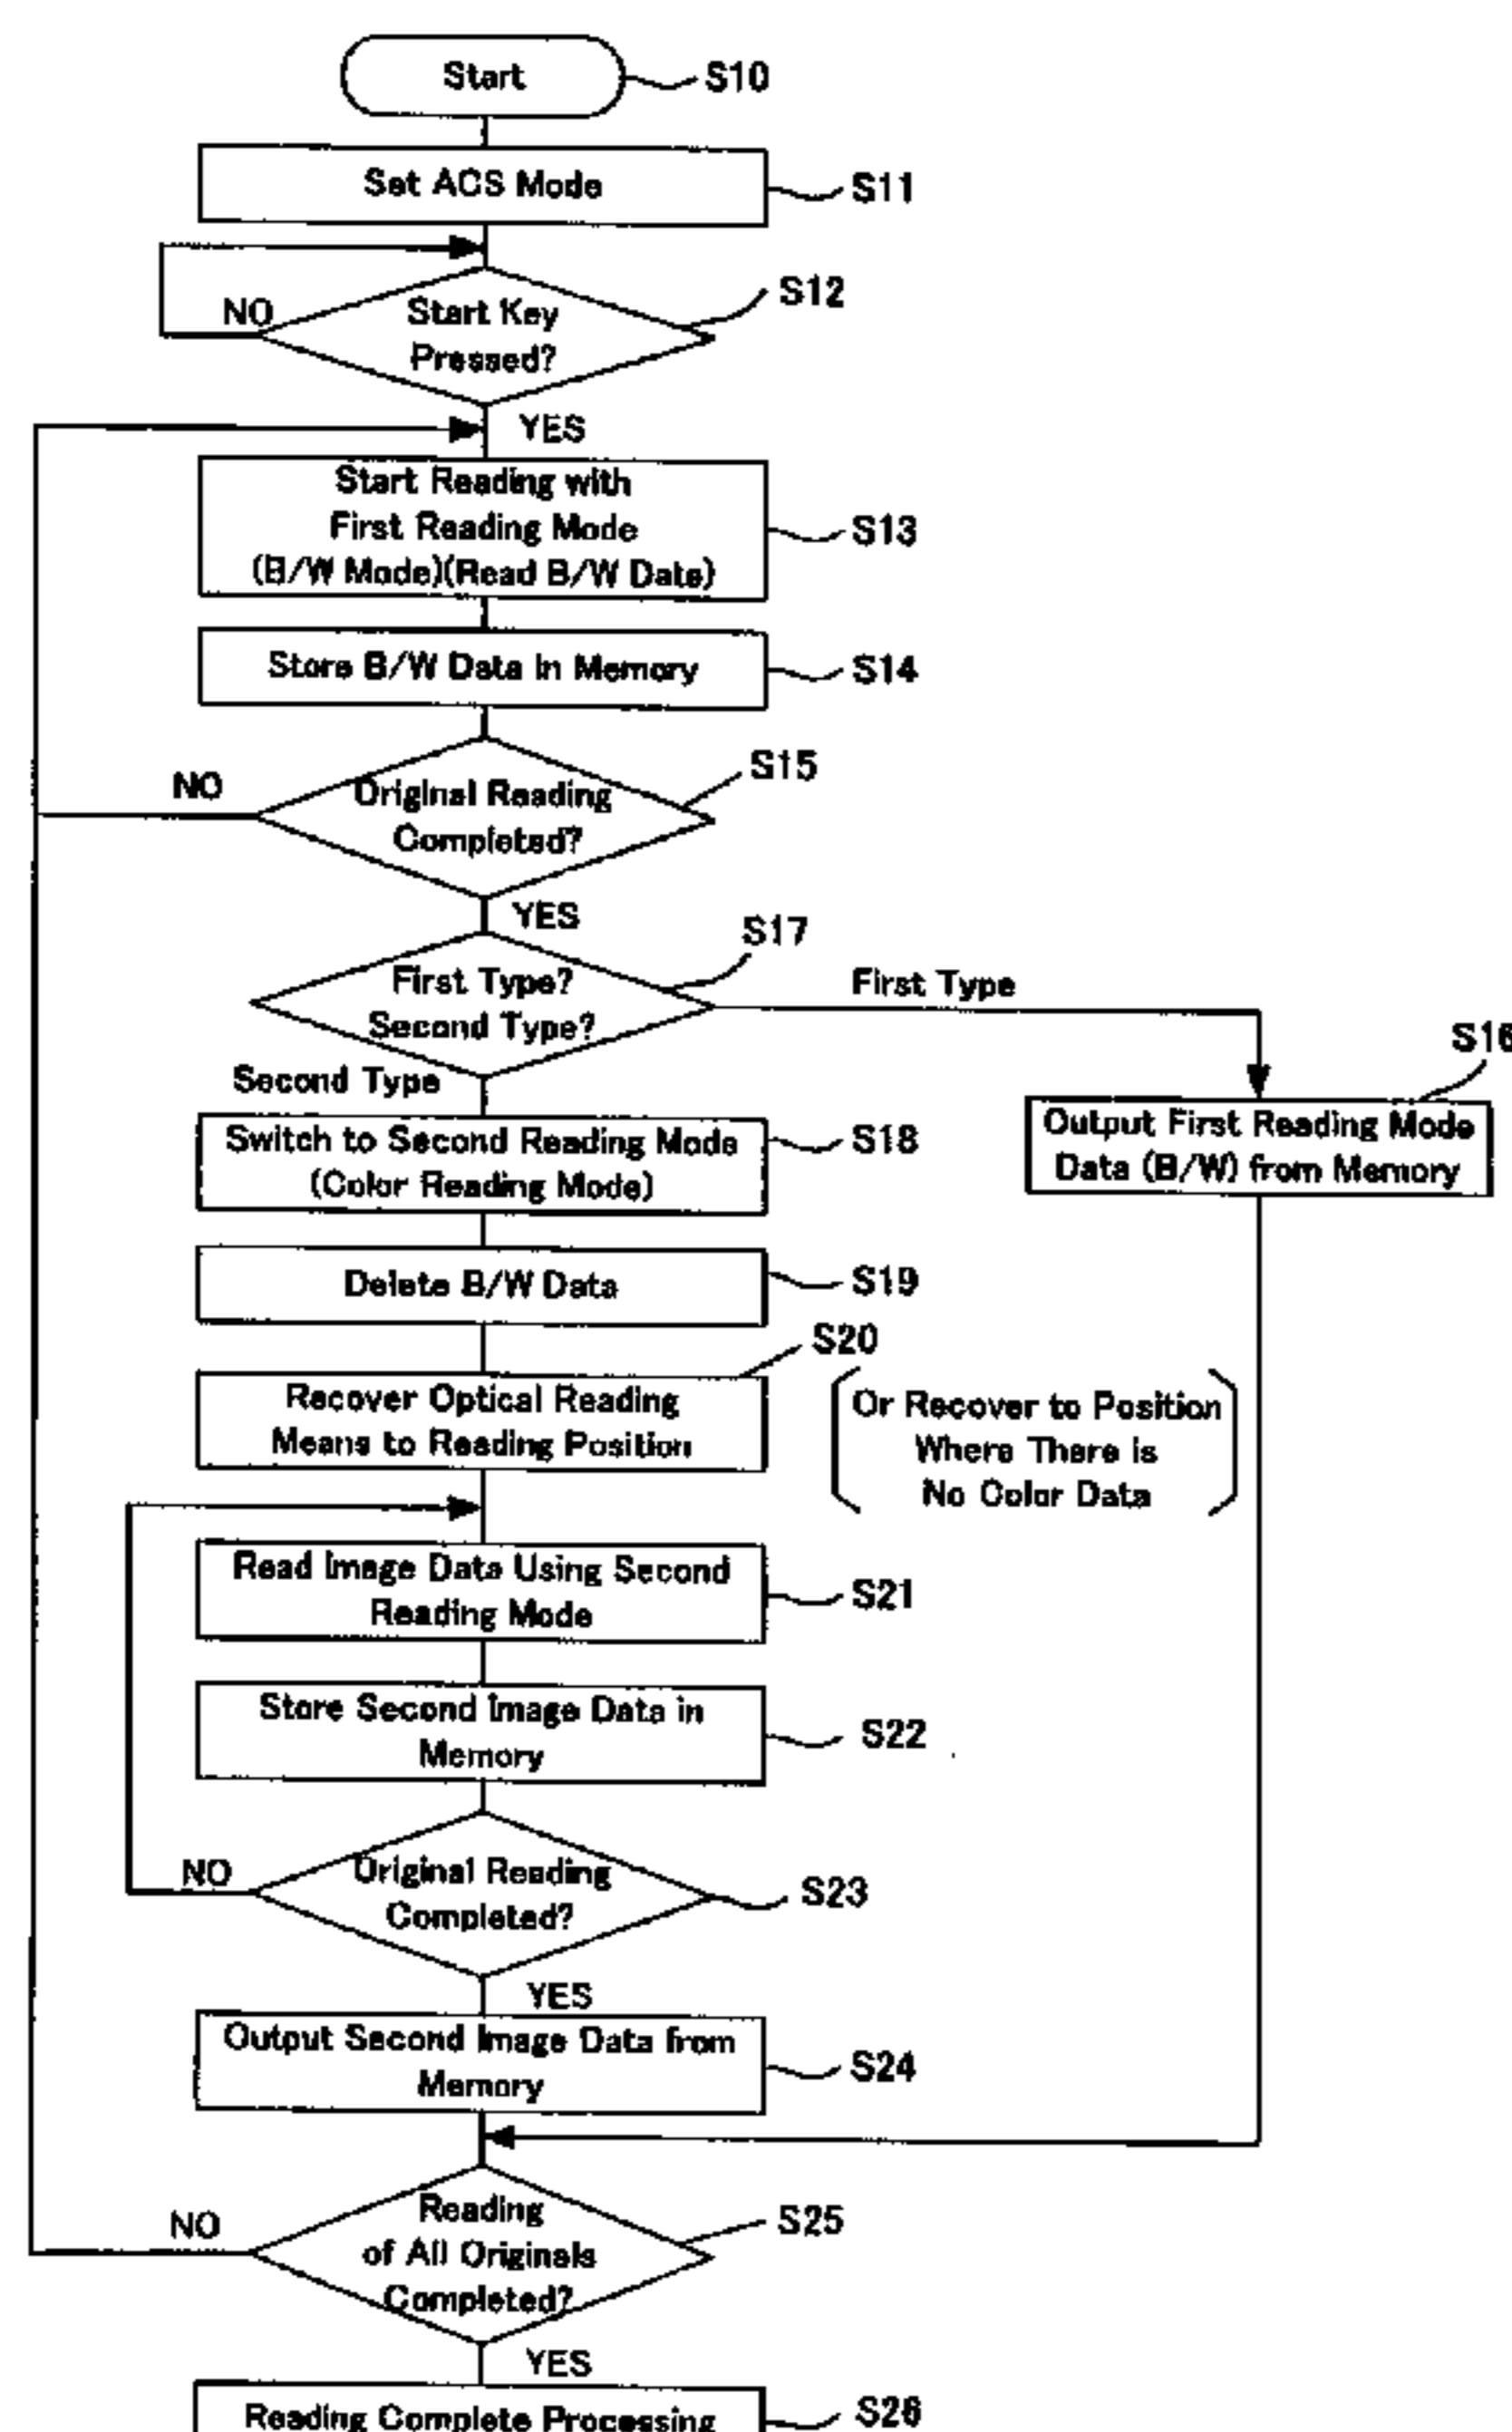 Start
S10
Set ACS Mode
S11
S12
NO
Start Key
Pressed?
YES
Start Reading with
First Reading Mode
(B/W Mode)(Read B/W Date)
S13
Store B/W Data in Memory
S14
S15
NO
Original Reading
Completed?
YES
S17
First Type?
Second Type?
First Type
S16
Second Type
Output First Reading Mode
Data (B/W) from Memory
Switch to Second Reading Mode
(Color Reading Mode)
S18
Delete B/W Data
S19
S20
Recover Optical Reading
Means to Reading Position
Or Recover to Position
Where There is
No Color Data
Read Image Data Using Second
Reading Mode
S21
Store Second Image Data in
Memory
S22
NO
Original Reading
Completed?
S23
YES
Output Second Image Data from
Memory
S24
NO
Reading
of All Originals
Completed?
S25
YES
Reading Complete Processing
S26